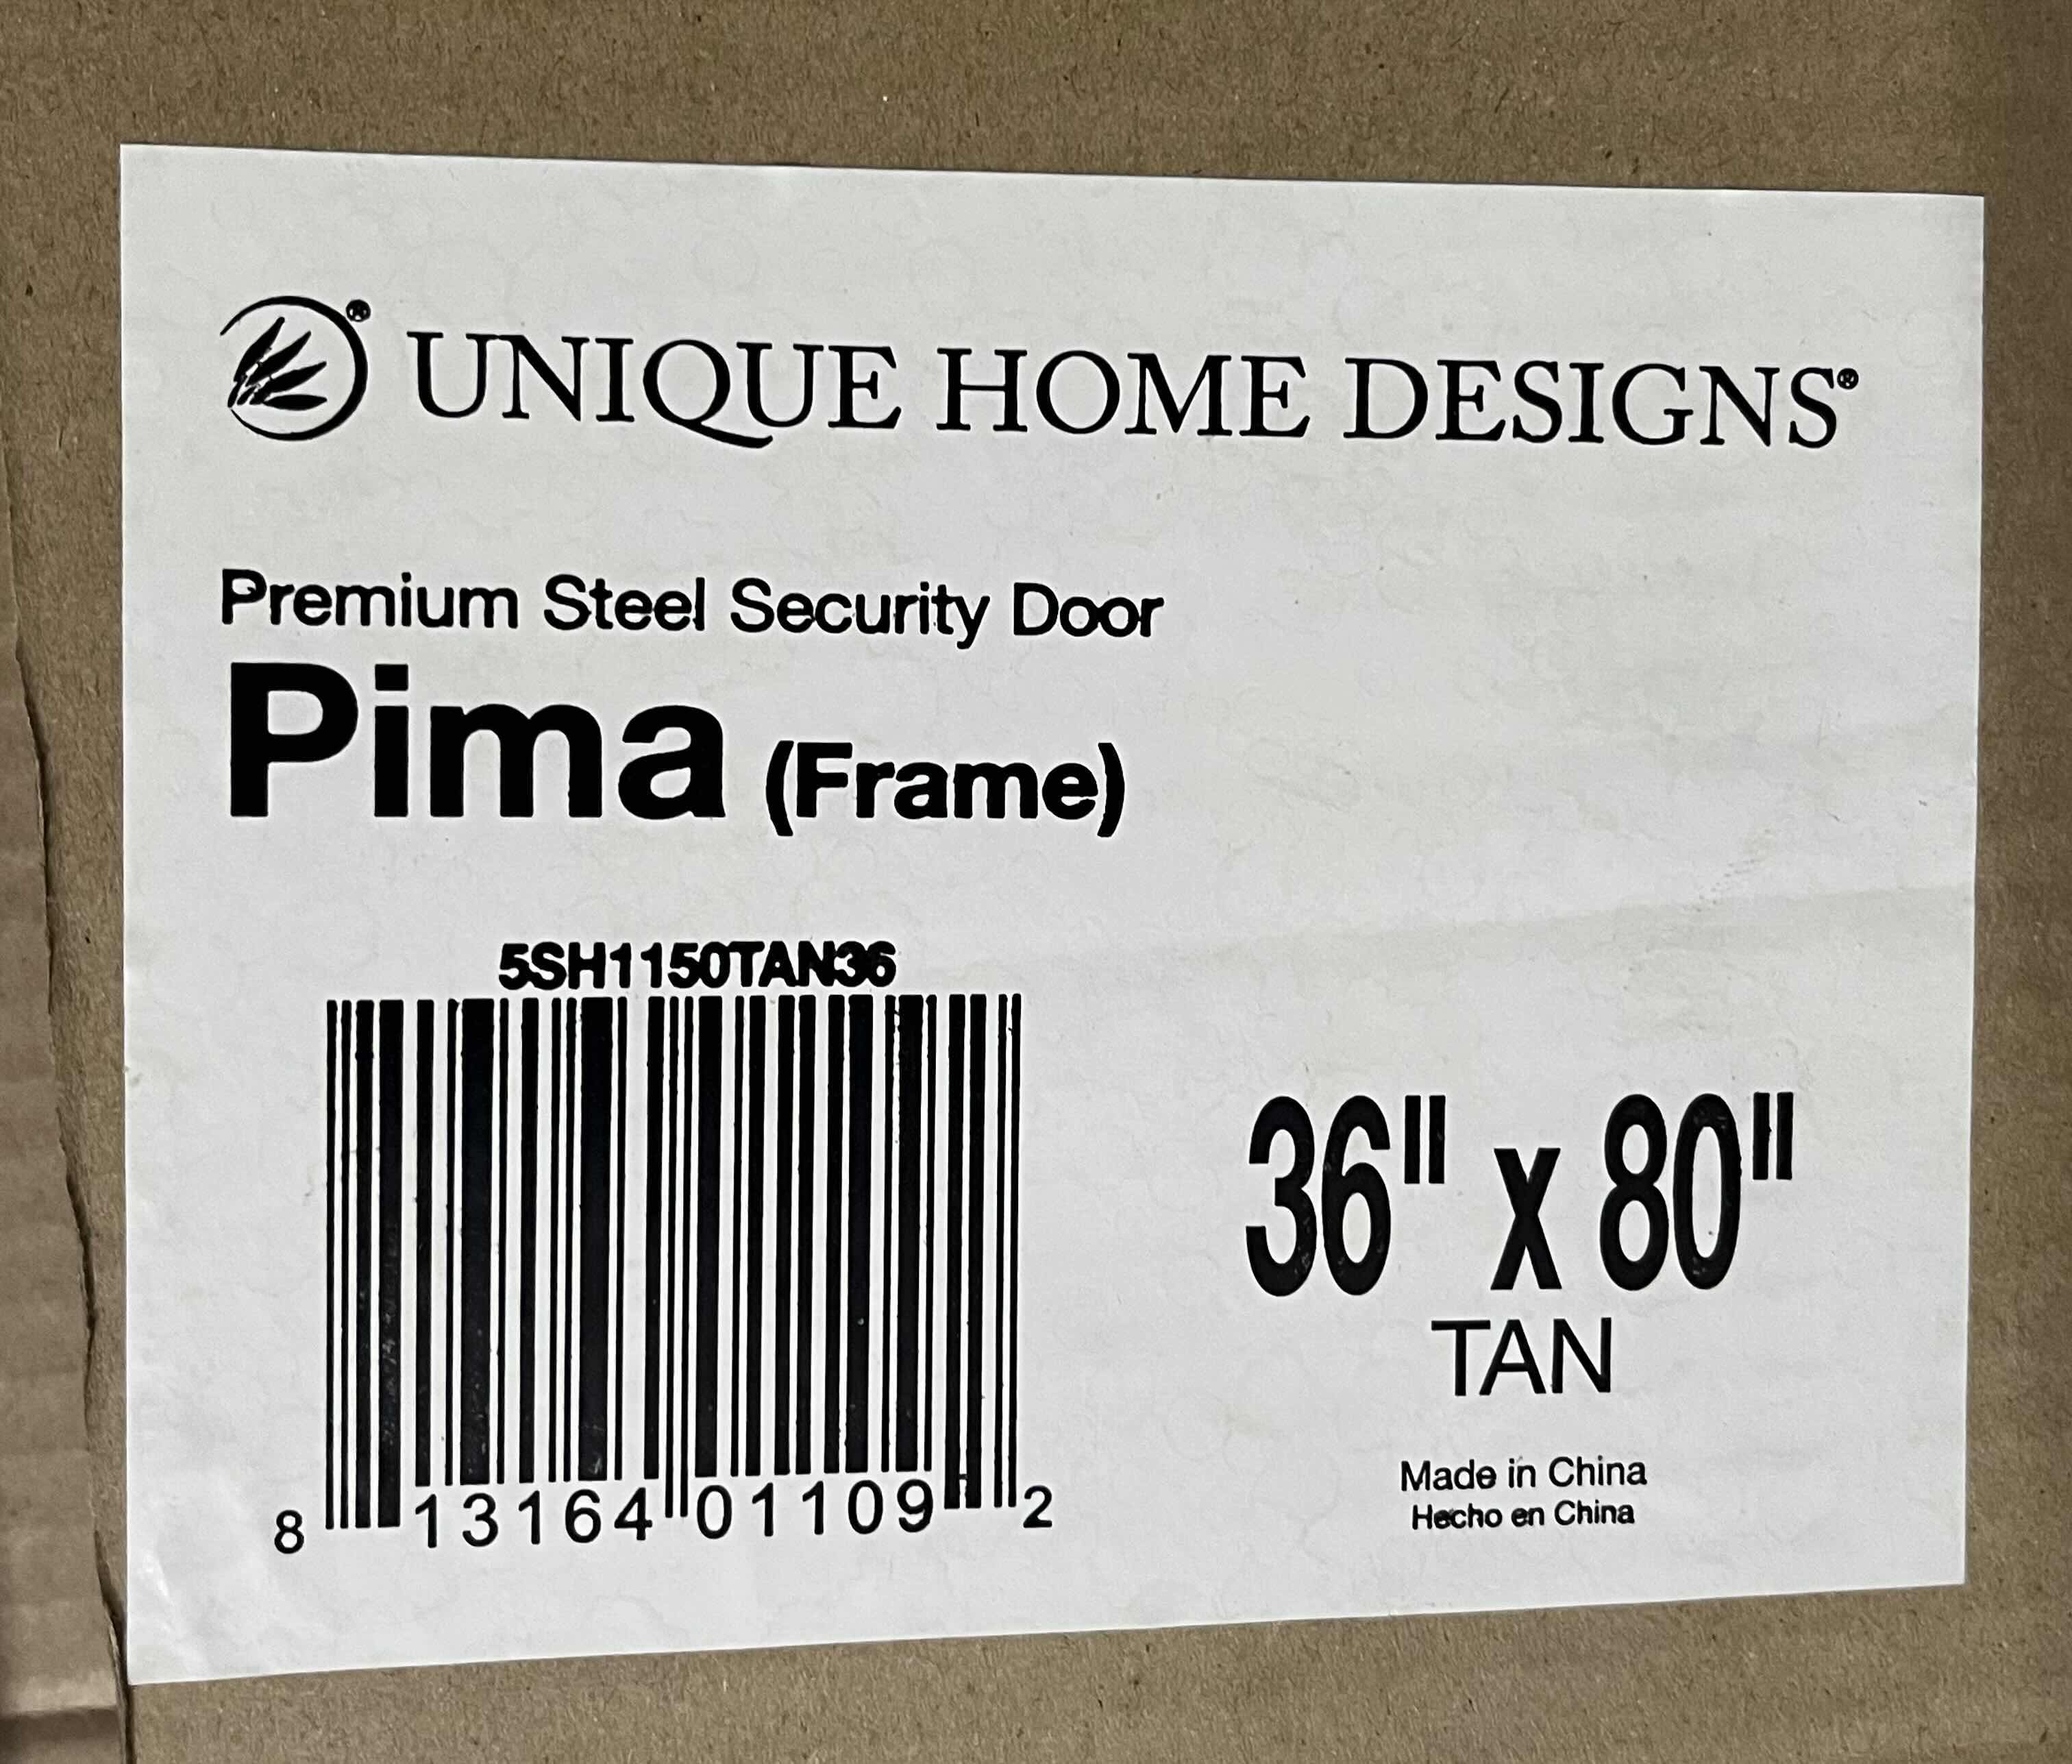 ® UNIQUE HOME DESIGNS®
Premium Steel Security Door
Pima (Frame)
5SH1150TAN36
8 13164 01109 2
36" x 80"
TAN
Made in China
Hecho en China